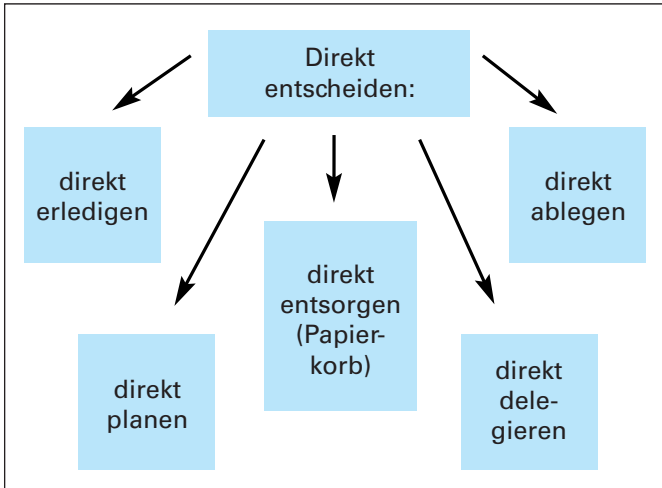 Direkt
entscheiden:
direkt
erledigen
direkt
ablegen
direkt
entsorgen
(Papier-
korb)
direkt
planen
direkt
dele-
gieren